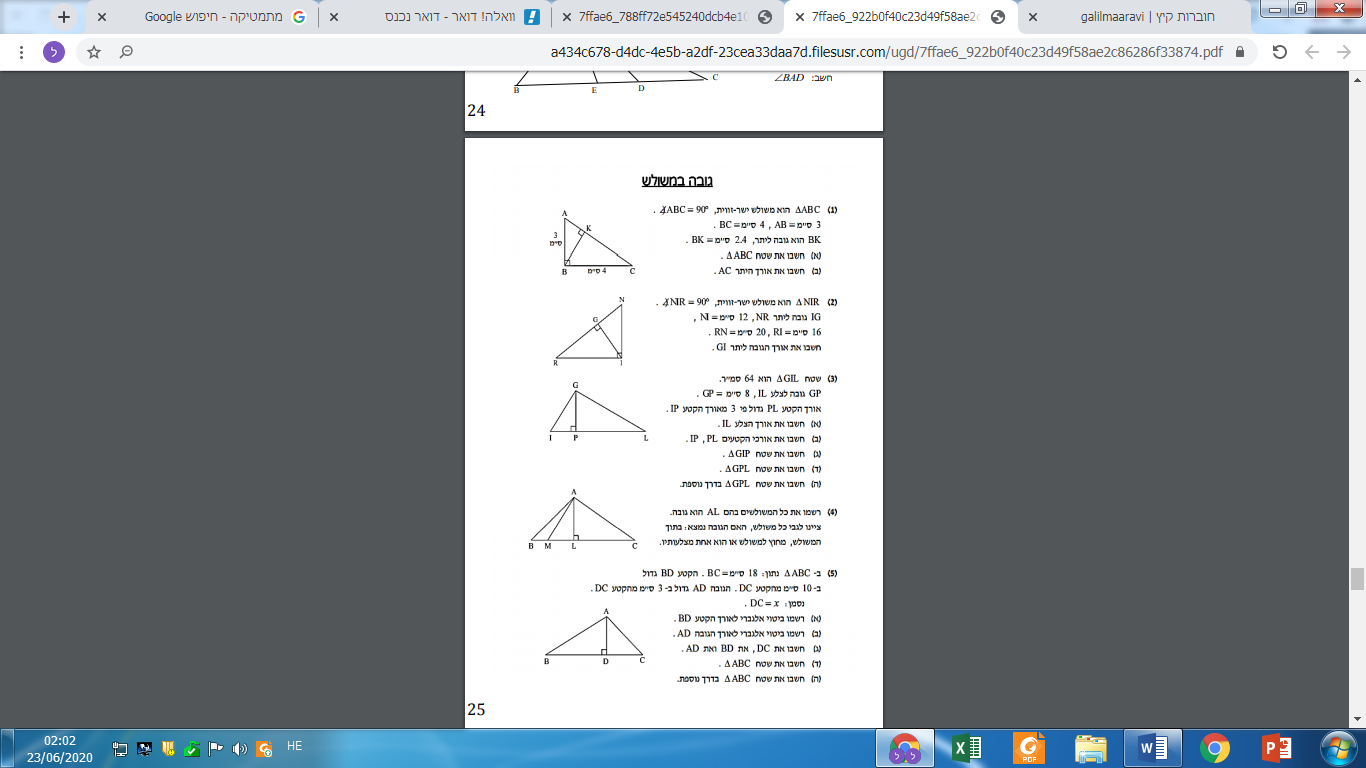 חוברות קיץ | galilmaaravi
7ffae6_922b0f40c23d49f58ae2c
7ffae6_788ff72e545240dcb4e10
וואלה! דואר - דואר נכנס
מתמטיקה - חיפוש Google
a434c678-d4dc-4e5b-a2df-23cea33daa7d.filesusr.com/ugd/7ffae6_922b0f40c23d49f58ae2c86286f33874.pdf
ל
חשב: ∠BAD
B E D C
24
גובה במשולש
(1) ΔABC הוא משולש ישר-זווית, ∢ABC = 90° .
3 ס״מ = AB , 4 ס״מ = BC .
BK הוא גובה ליתר, 2.4 ס״מ = BK .
(א) חשבו את שטח ΔABC .
(ב) חשבו את אורך היתר AC .
A
K
3
ס״מ
B 4 ס״מ C
(2) ΔNIR הוא משולש ישר-זווית, ∢NIR = 90° .
IG גובה ליתר NR , 12 ס״מ = NI ,
16 ס״מ = RI , 20 ס״מ = RN .
חשבו את אורך הגובה ליתר GI .
N
G
R I
(3) שטח ΔGIL הוא 64 סמ״ר.
GP גובה לצלע IL , 8 ס״מ = GP .
אורך הקטע PL גדול פי 3 מאורך הקטע IP .
(א) חשבו את אורך הצלע IL .
(ב) חשבו את אורכי הקטעים IP , PL .
(ג) חשבו את שטח ΔGIP .
(ד) חשבו את שטח ΔGPL .
(ה) חשבו את שטח ΔGPL בדרך נוספת.
G
I P L
(4) רשמו את כל המשולשים בהם AL הוא גובה.
ציינו לגבי כל משולש, האם הגובה נמצא: בתוך
המשולש, מחוץ למשולש או הוא אחת מצלעותיו.
A
B M L C
(5) ב- ΔABC נתון: 18 ס״מ = BC . הקטע BD גדול
ב- 10 ס״מ מהקטע DC . הגובה AD גדול ב- 3 ס״מ מהקטע DC .
נסמן: DC = x .
(א) רשמו ביטוי אלגברי לאורך הקטע BD .
(ב) רשמו ביטוי אלגברי לאורך הגובה AD .
(ג) חשבו את DC , את BD ואת AD .
(ד) חשבו את שטח ΔABC .
(ה) חשבו את שטח ΔABC בדרך נוספת.
A
B D C
25
02:02
23/06/2020
HE